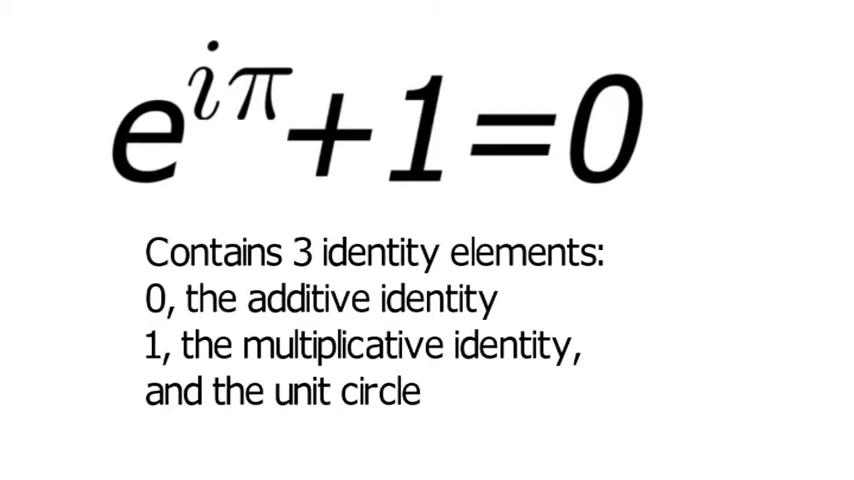 e^{iπ}+1=0
Contains 3 identity elements:
0, the additive identity
1, the multiplicative identity,
and the unit circle